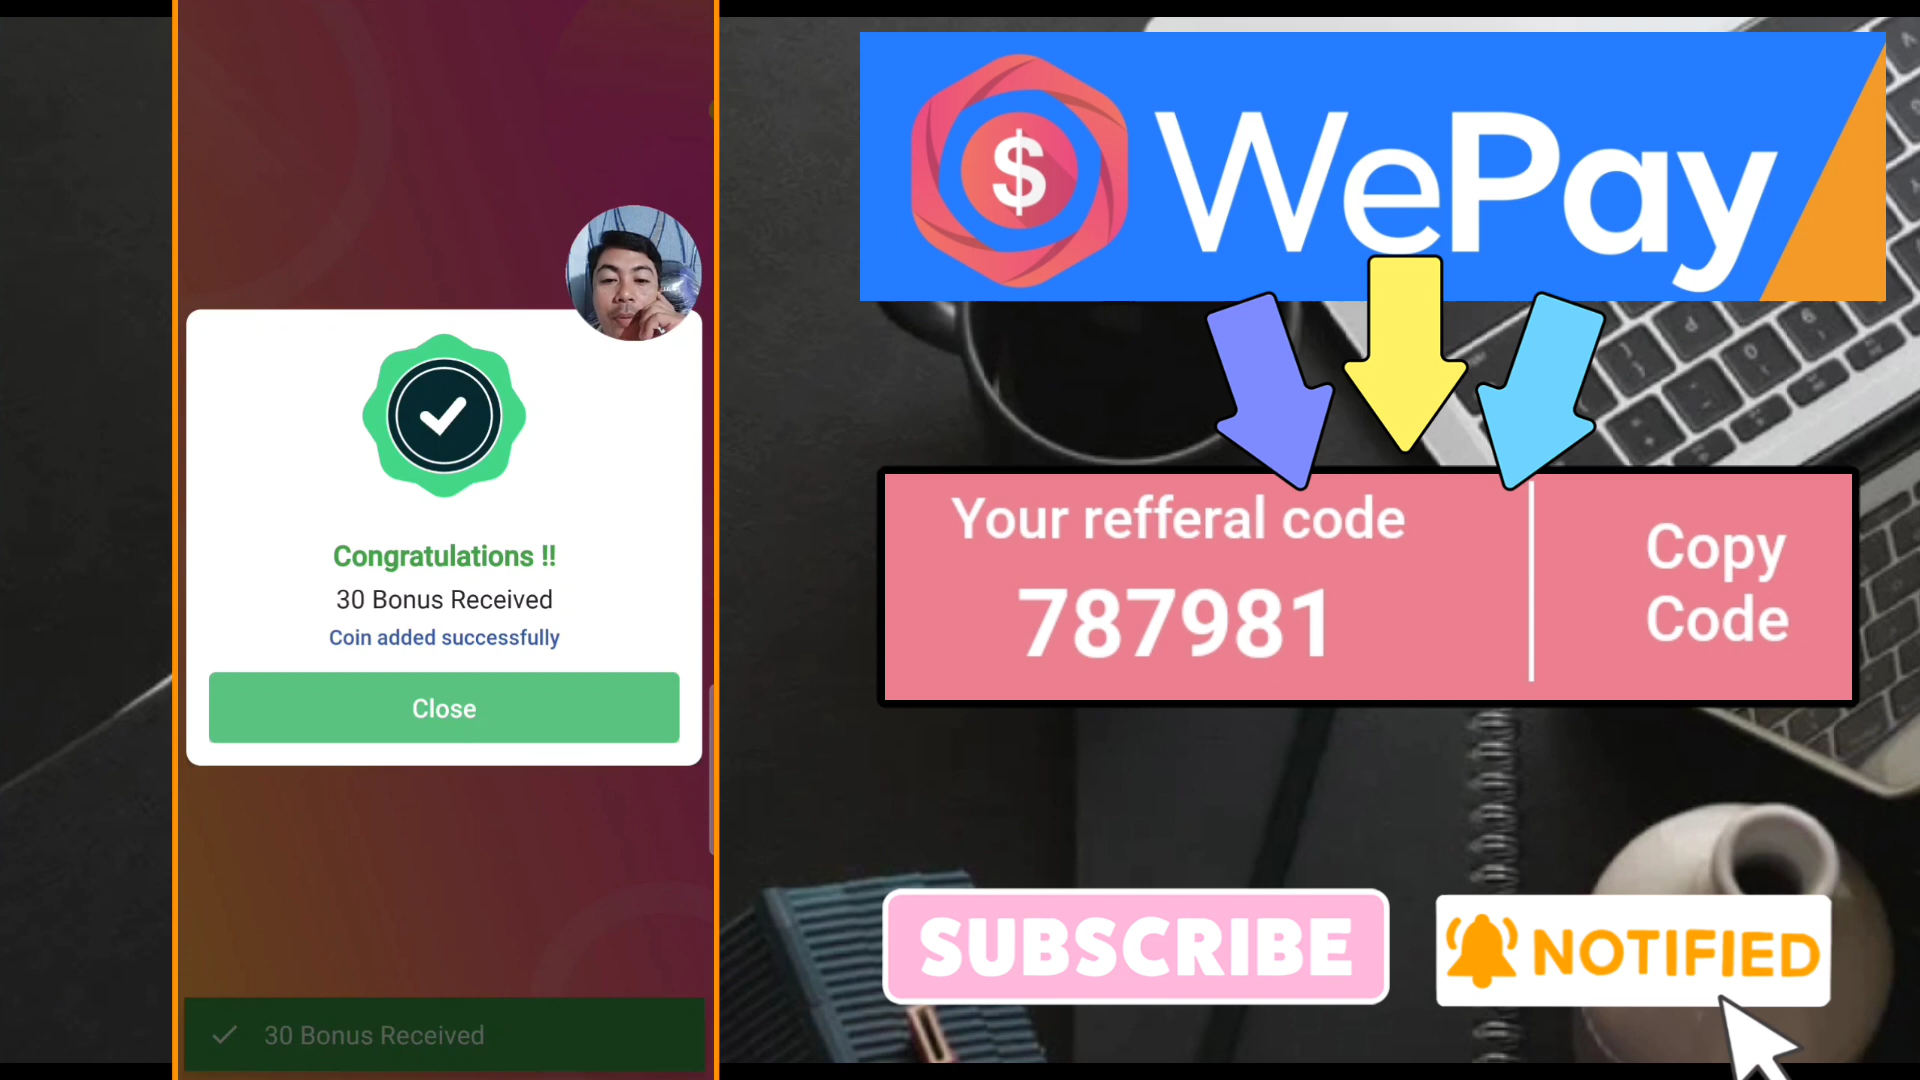 Congratulations !!
30 Bonus Received
Coin added successfully
Close
30 Bonus Received
$
WePay
Your refferal code
787981
Copy
Code
SUBSCRIBE
NOTIFIED